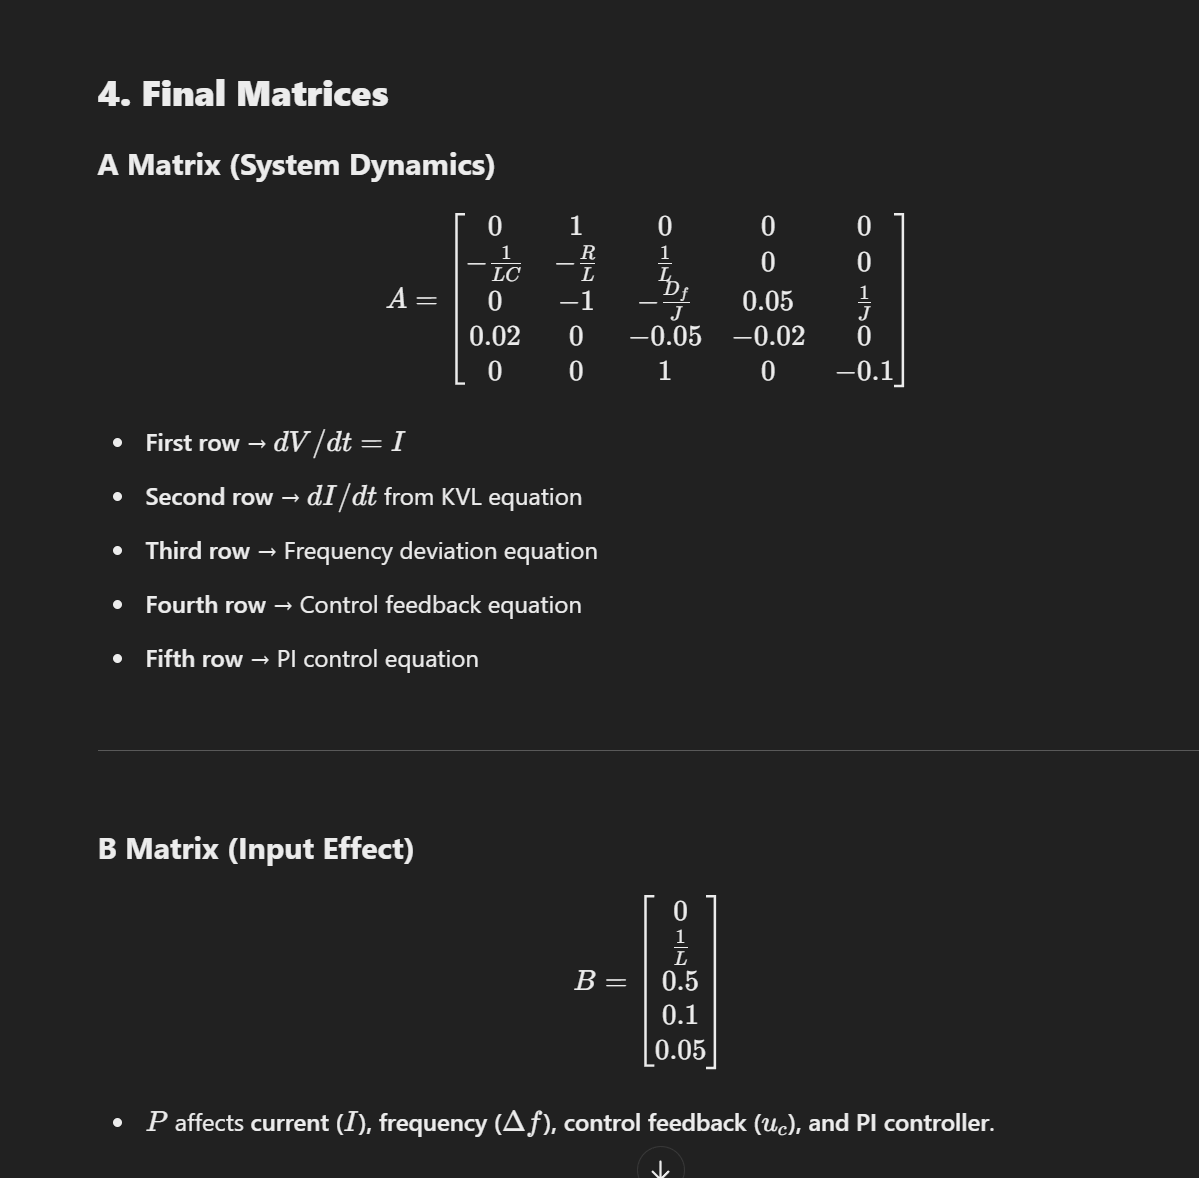 4. Final Matrices
A Matrix (System Dynamics)
A = [ 0 1 0 0 0
−1/LC −R/L 1/L 0 0
0 −1 −D_f/J 0.05 1/J
0.02 0 −0.05 −0.02 0
0 0 1 0 −0.1 ]
• First row → dV/dt = I
• Second row → dI/dt from KVL equation
• Third row → Frequency deviation equation
• Fourth row → Control feedback equation
• Fifth row → PI control equation
B Matrix (Input Effect)
B = [ 0
1/L
0.5
0.1
0.05 ]
• P affects current (I), frequency (Δf), control feedback (u_c), and PI controller.